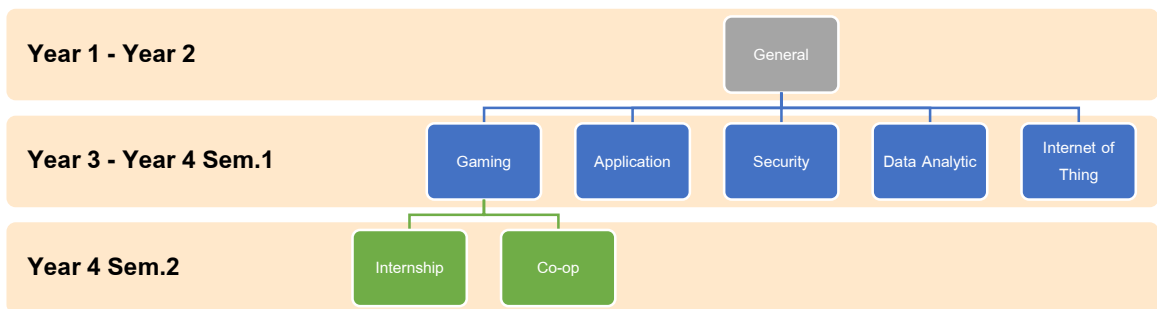 Year 1 - Year 2
General
Year 3 - Year 4 Sem.1
Gaming
Application
Security
Data Analytic
Internet of
Thing
Year 4 Sem.2
Internship
Co-op